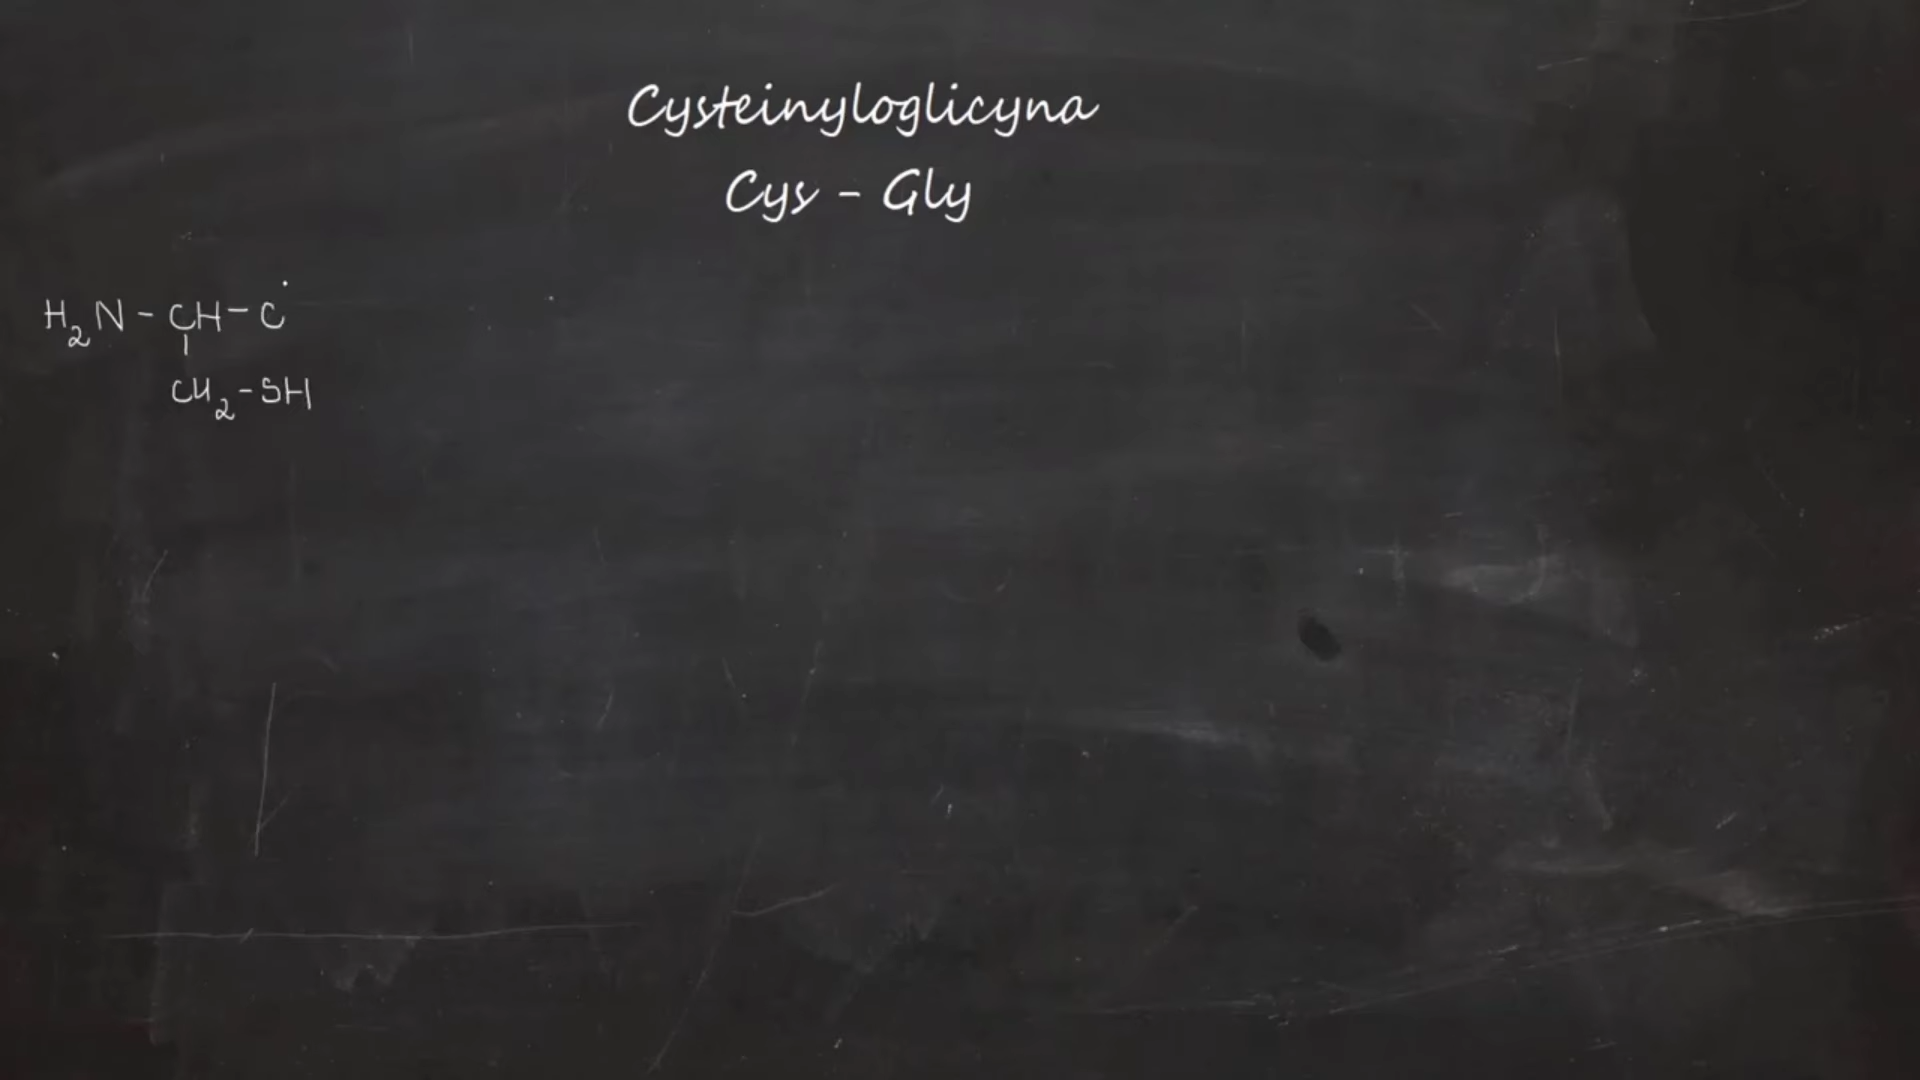 Cysteinyloglicyna
Cys - Gly
H₂N - CH - C
CH₂ - SH